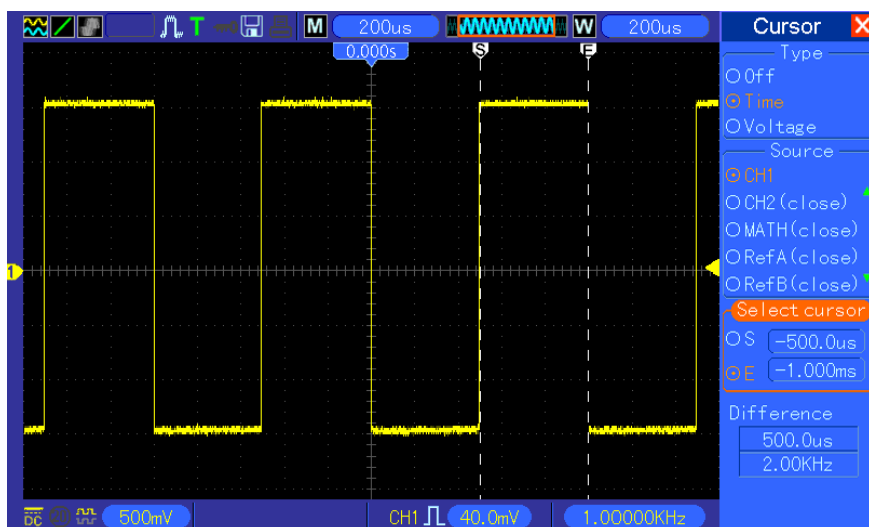 T M 200us W 200us Cursor
0.000s S E
Type
Off
Time
Voltage
Source
CH1
CH2(close)
MATH(close)
1
RefA(close)
RefB(close)
Select cursor
S -500.0us
E -1.000ms
Difference
500.0us
2.00KHz
DC 500mV CH1 40.0mV 1.00000KHz